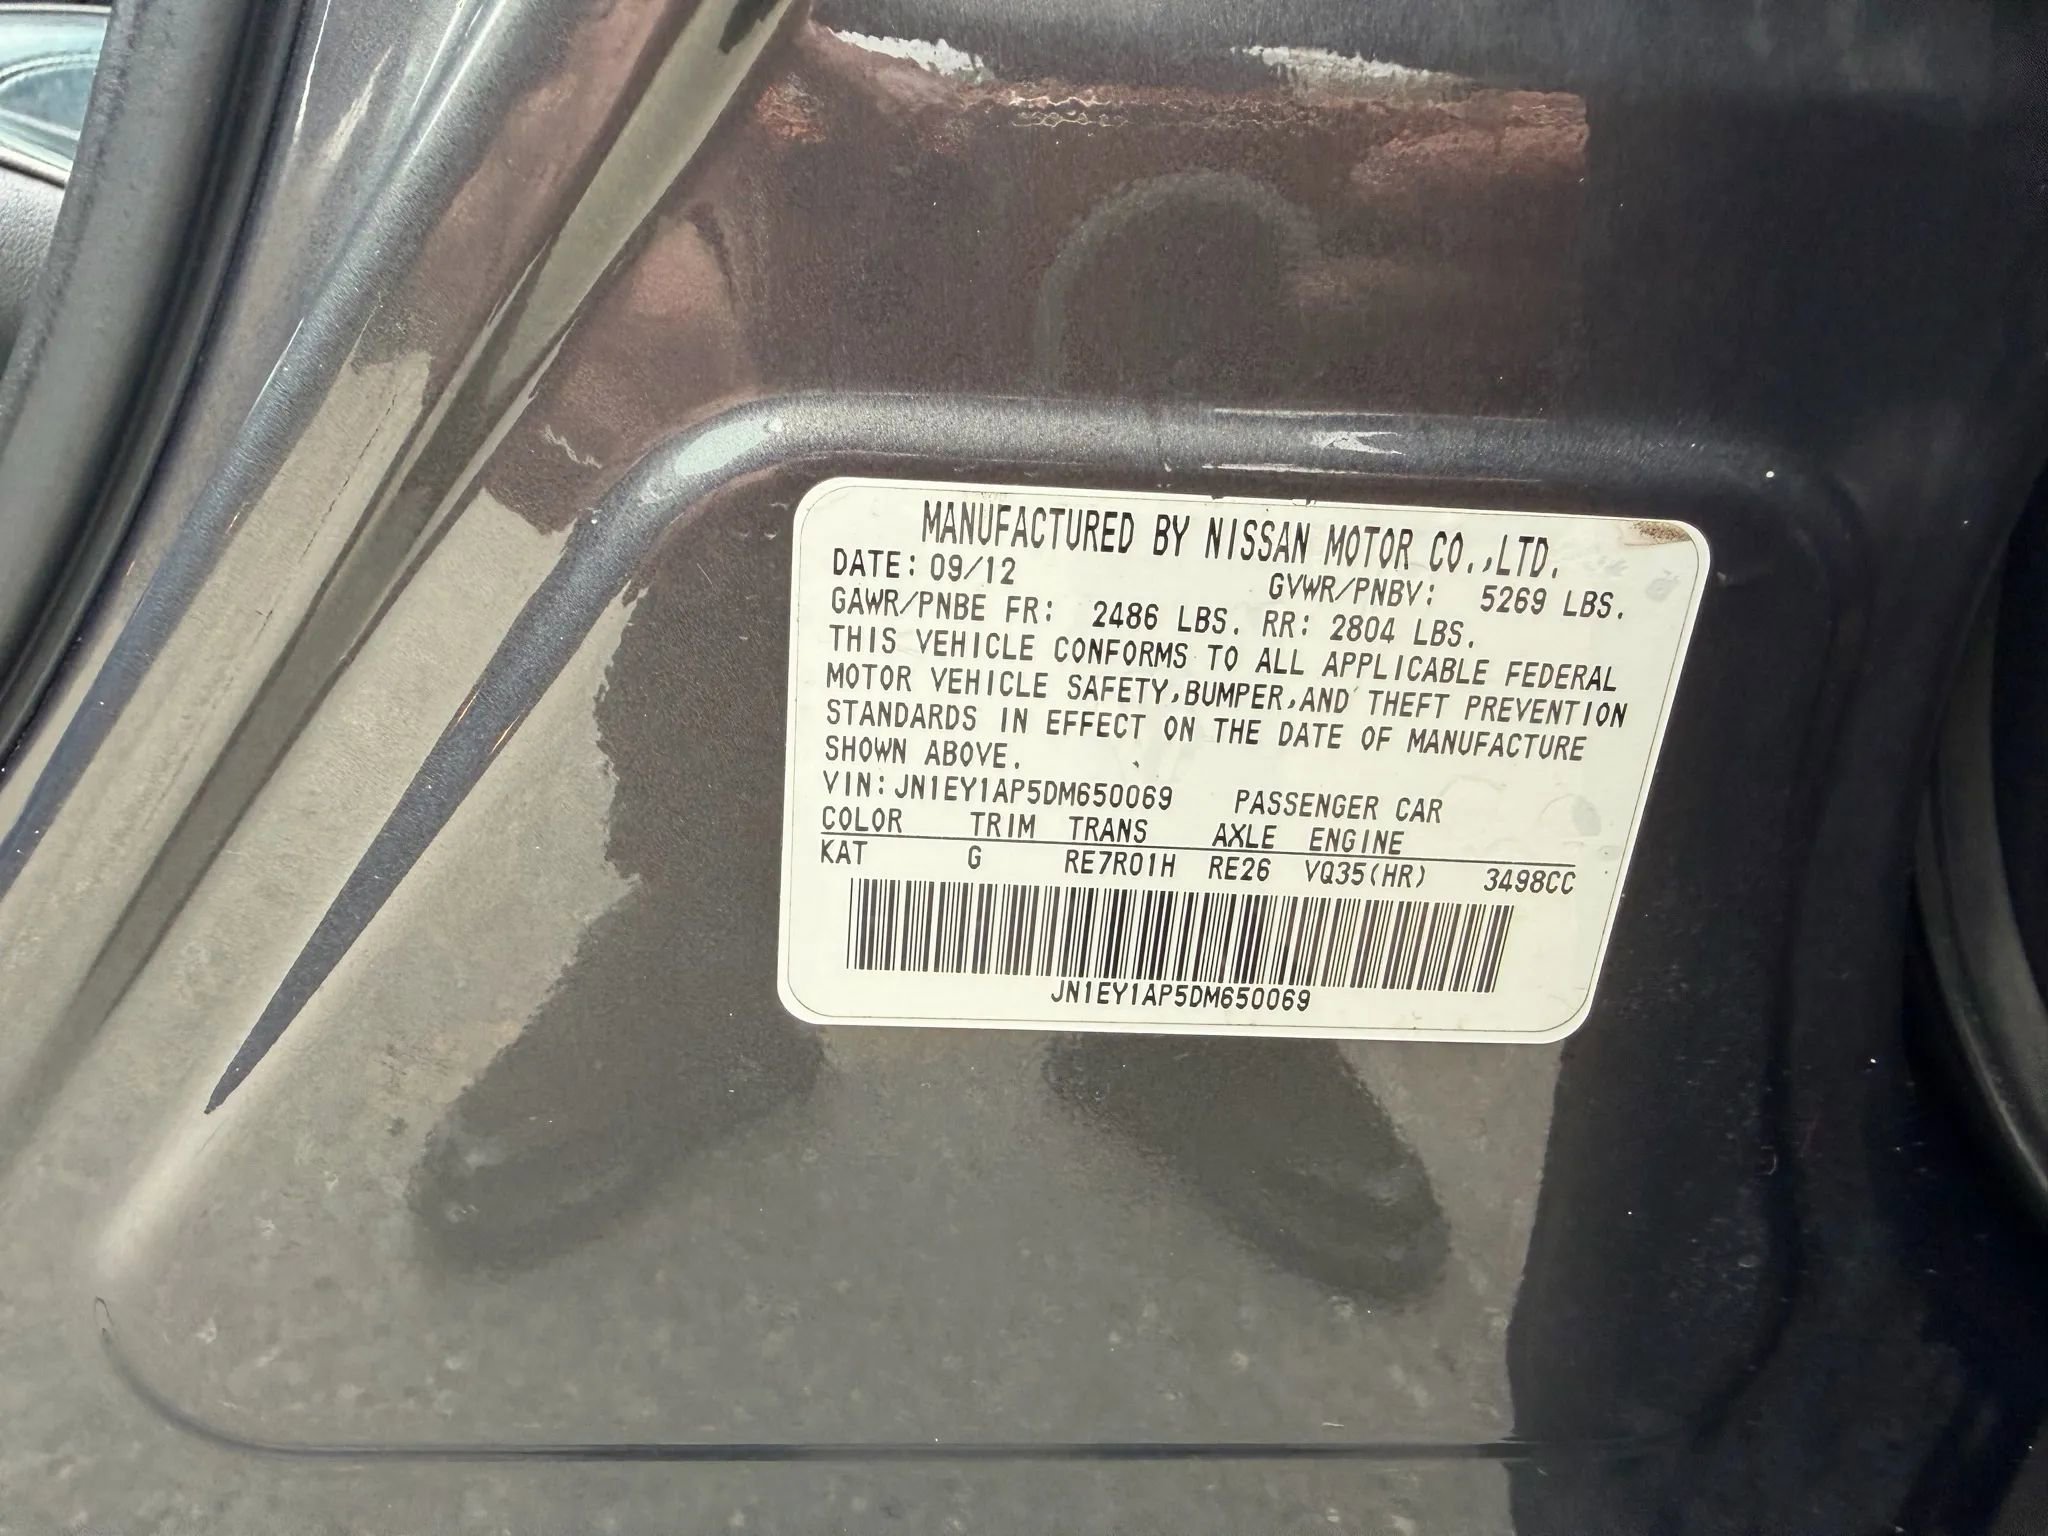 MANUFACTURED BY NISSAN MOTOR CO.,LTD.
DATE: 09/12 GVWR/PNBV: 5269 LBS.
GAWR/PNBE FR: 2486 LBS. RR: 2804 LBS.
THIS VEHICLE CONFORMS TO ALL APPLICABLE FEDERAL
MOTOR VEHICLE SAFETY,BUMPER,AND THEFT PREVENTION
STANDARDS IN EFFECT ON THE DATE OF MANUFACTURE
SHOWN ABOVE.
VIN:JN1EY1AP5DM650069 PASSENGER CAR
COLOR TRIM TRANS AXLE ENGINE
KAT G RE7R01H RE26 VQ35(HR) 3498CC
JN1EY1AP5DM650069